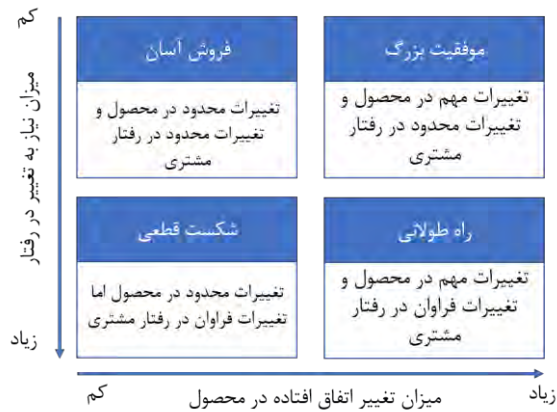 کم
میزان نیاز به تغییر در رفتار
زیاد
موفقیت بزرگ
تغییرات مهم در محصول و
تغییرات محدود در رفتار
مشتری
فروش آسان
تغییرات محدود در محصول و
تغییرات محدود در رفتار
مشتری
راه طولانی
تغییرات مهم در محصول و
تغییرات فراوان در رفتار
مشتری
شکست قطعی
تغییرات محدود در محصول اما
تغییرات فراوان در رفتار مشتری
زیاد
میزان تغییر اتفاق افتاده در محصول
کم